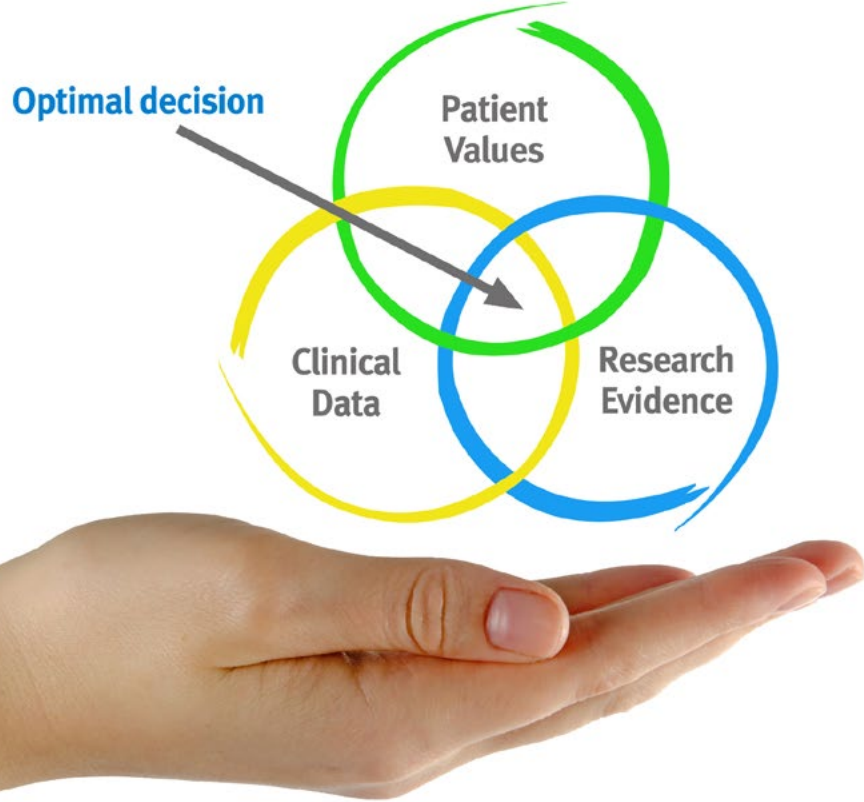 Optimal decision
Patient
Values
Clinical
Data
Research
Evidence